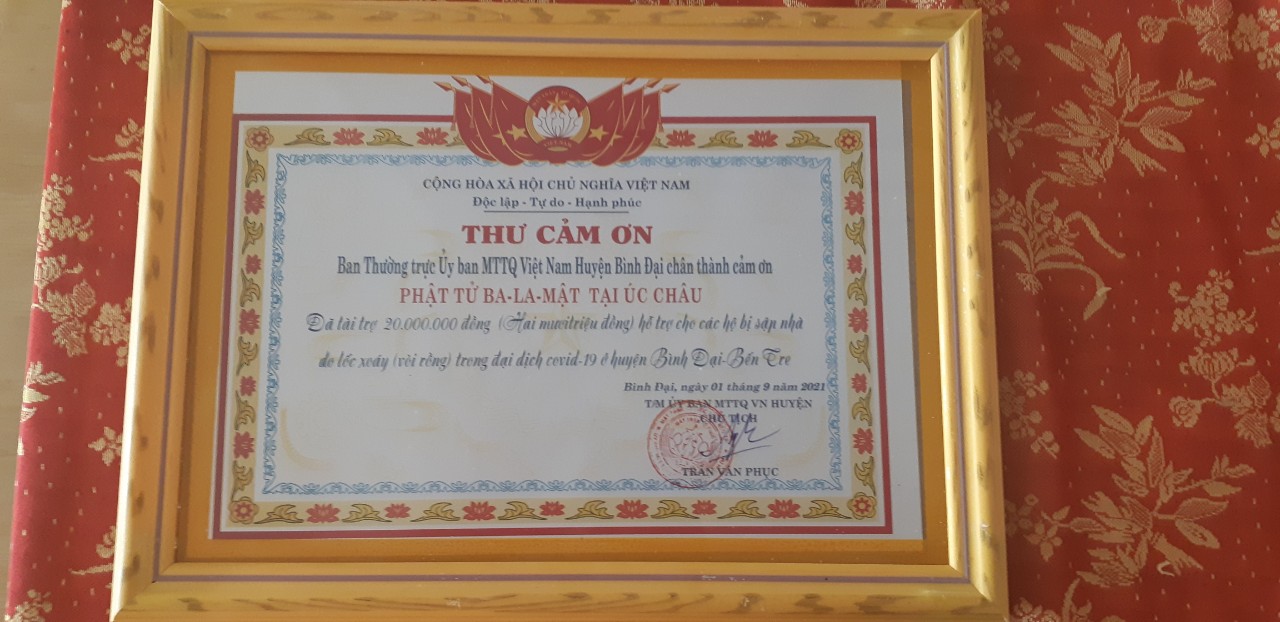 VIỆT NAM
CỘNG HÒA XÃ HỘI CHỦ NGHĨA VIỆT NAM
Độc lập - Tự do - Hạnh phúc
THƯ CẢM ƠN
Ban Thường trực Ủy ban MTTQ Việt Nam Huyện Bình Đại chân thành cảm ơn
PHẬT TỬ BA-LA-MẬT TẠI ÚC CHÂU
Đã tài trợ 20.000.000 đồng (Hai mươitriệu đồng) hỗ trợ cho các hộ bị sập nhà
do lốc xoáy (vòi rồng) trong đại dịch covid-19 ở huyện Bình Đại-Bến Tre
Bình Đại, ngày 01 tháng 9 năm 2021
T/M ỦY BAN MTTQ VN HUYỆN
CHỦ TỊCH
TRẦN VĂN PHỤC